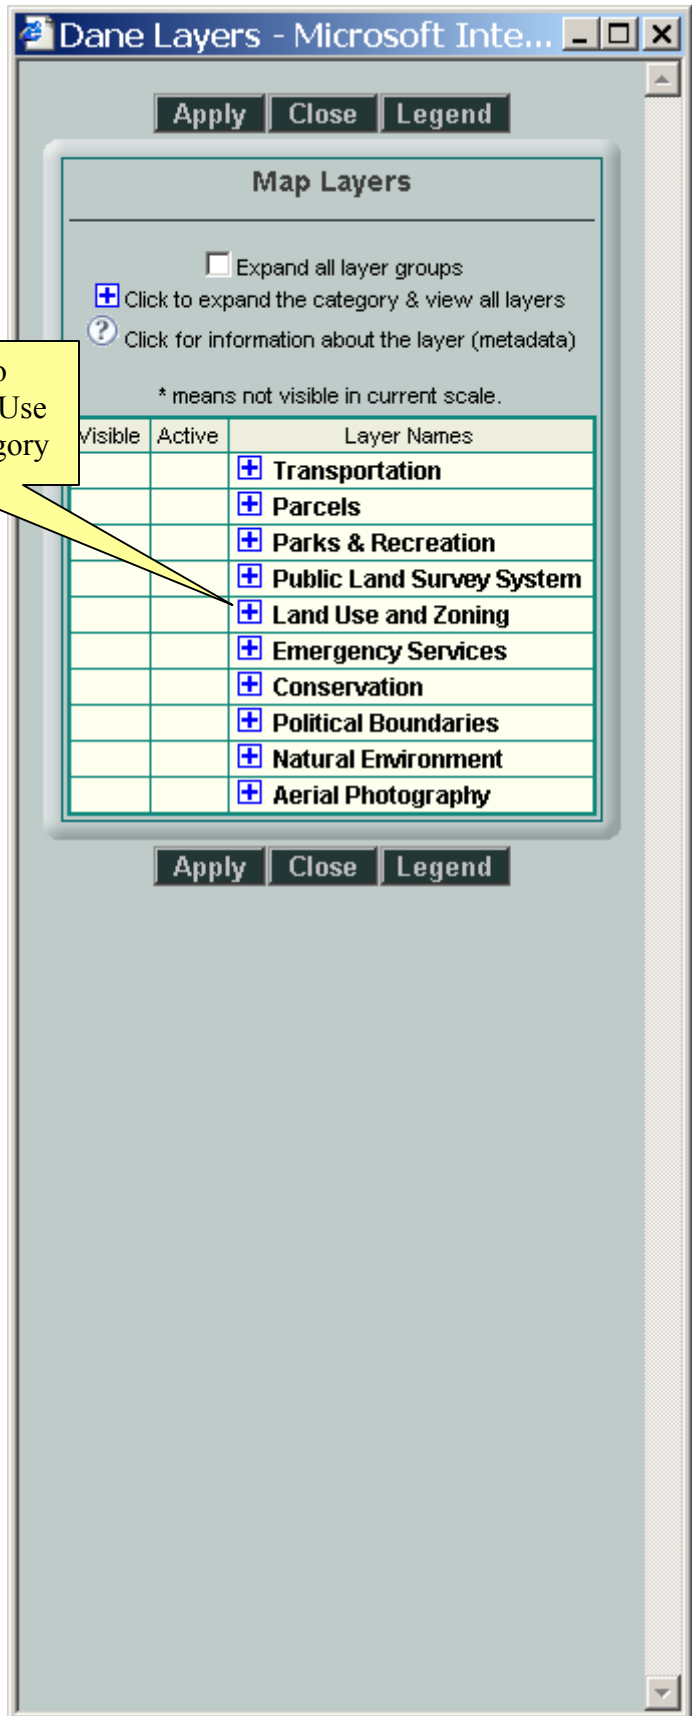 Dane Layers - Microsoft Inte...
Apply Close Legend
Map Layers
Expand all layer groups
Click to expand the category & view all layers
Click for information about the layer (metadata)
* means not visible in current scale.
Use
Visible Active Layer Names
Transportation
Parcels
Parks & Recreation
Public Land Survey System
Land Use and Zoning
Emergency Services
Conservation
Political Boundaries
Natural Environment
Aerial Photography
Apply Close Legend